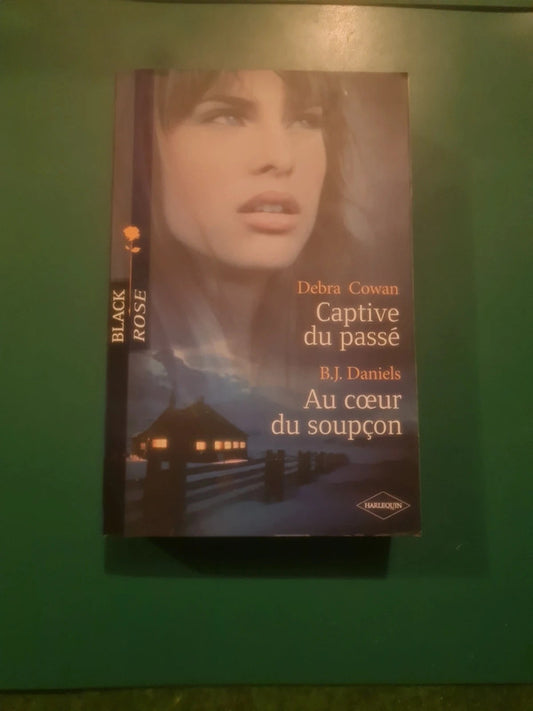 Debra Cowan
Captive
du passé
B.J. Daniels
Au cœur
du soupçon
BLACK
ROSE
HARLEQUIN